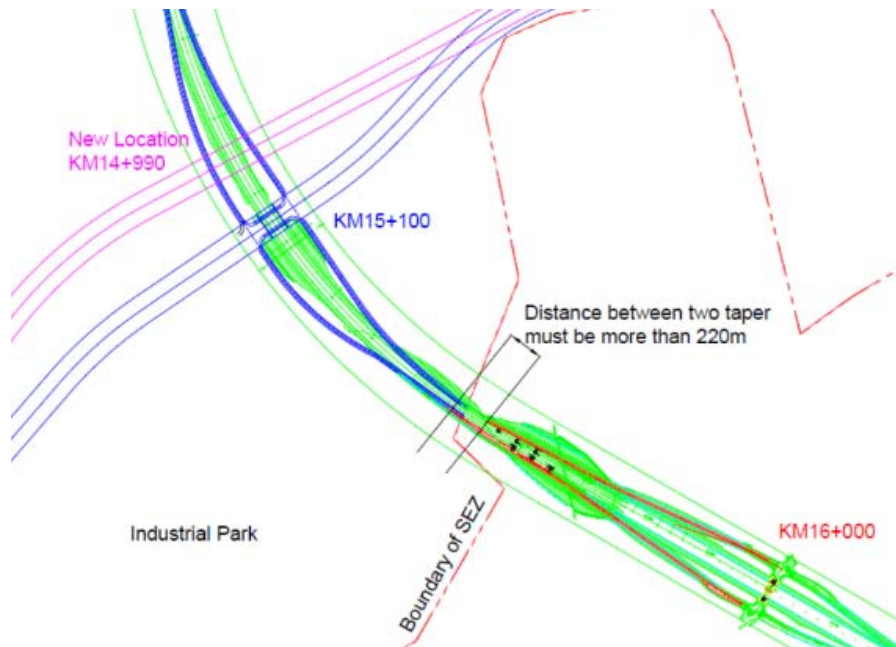 New Location
KM14+990
KM15+100
Distance between two taper
must be more than 220m
KM16+000
Industrial Park
Boundary of SEZ